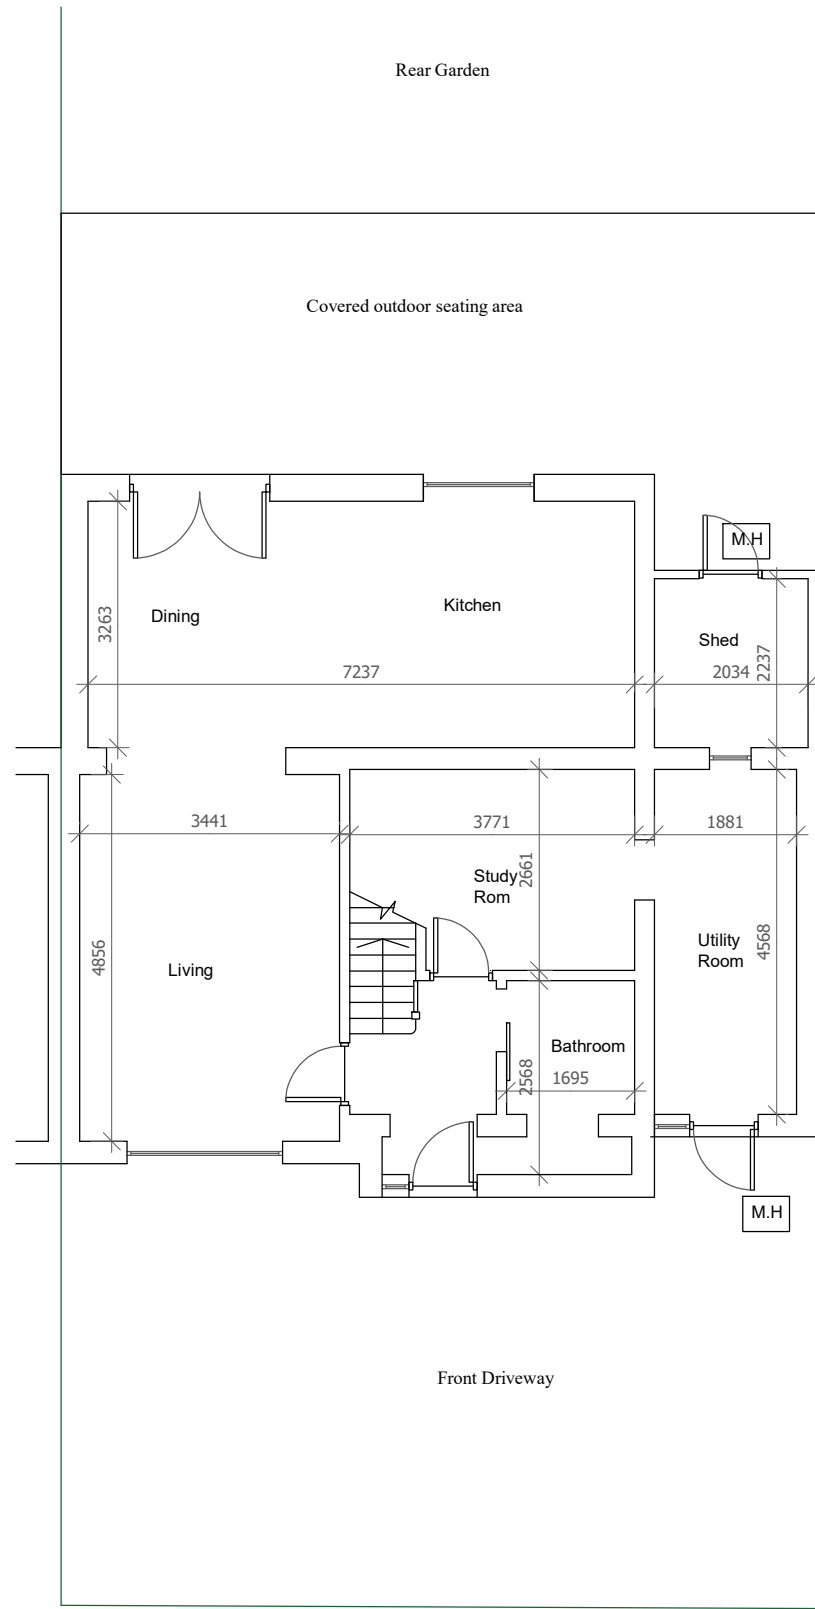 Rear Garden
Covered outdoor seating area
M.H
Dining
Kitchen
3263
Shed
2237
7237
2034
3441
3771
1881
Study
Rom
2661
Utility
Room
4568
Living
4856
Bathroom
2568
1695
M.H
Front Driveway